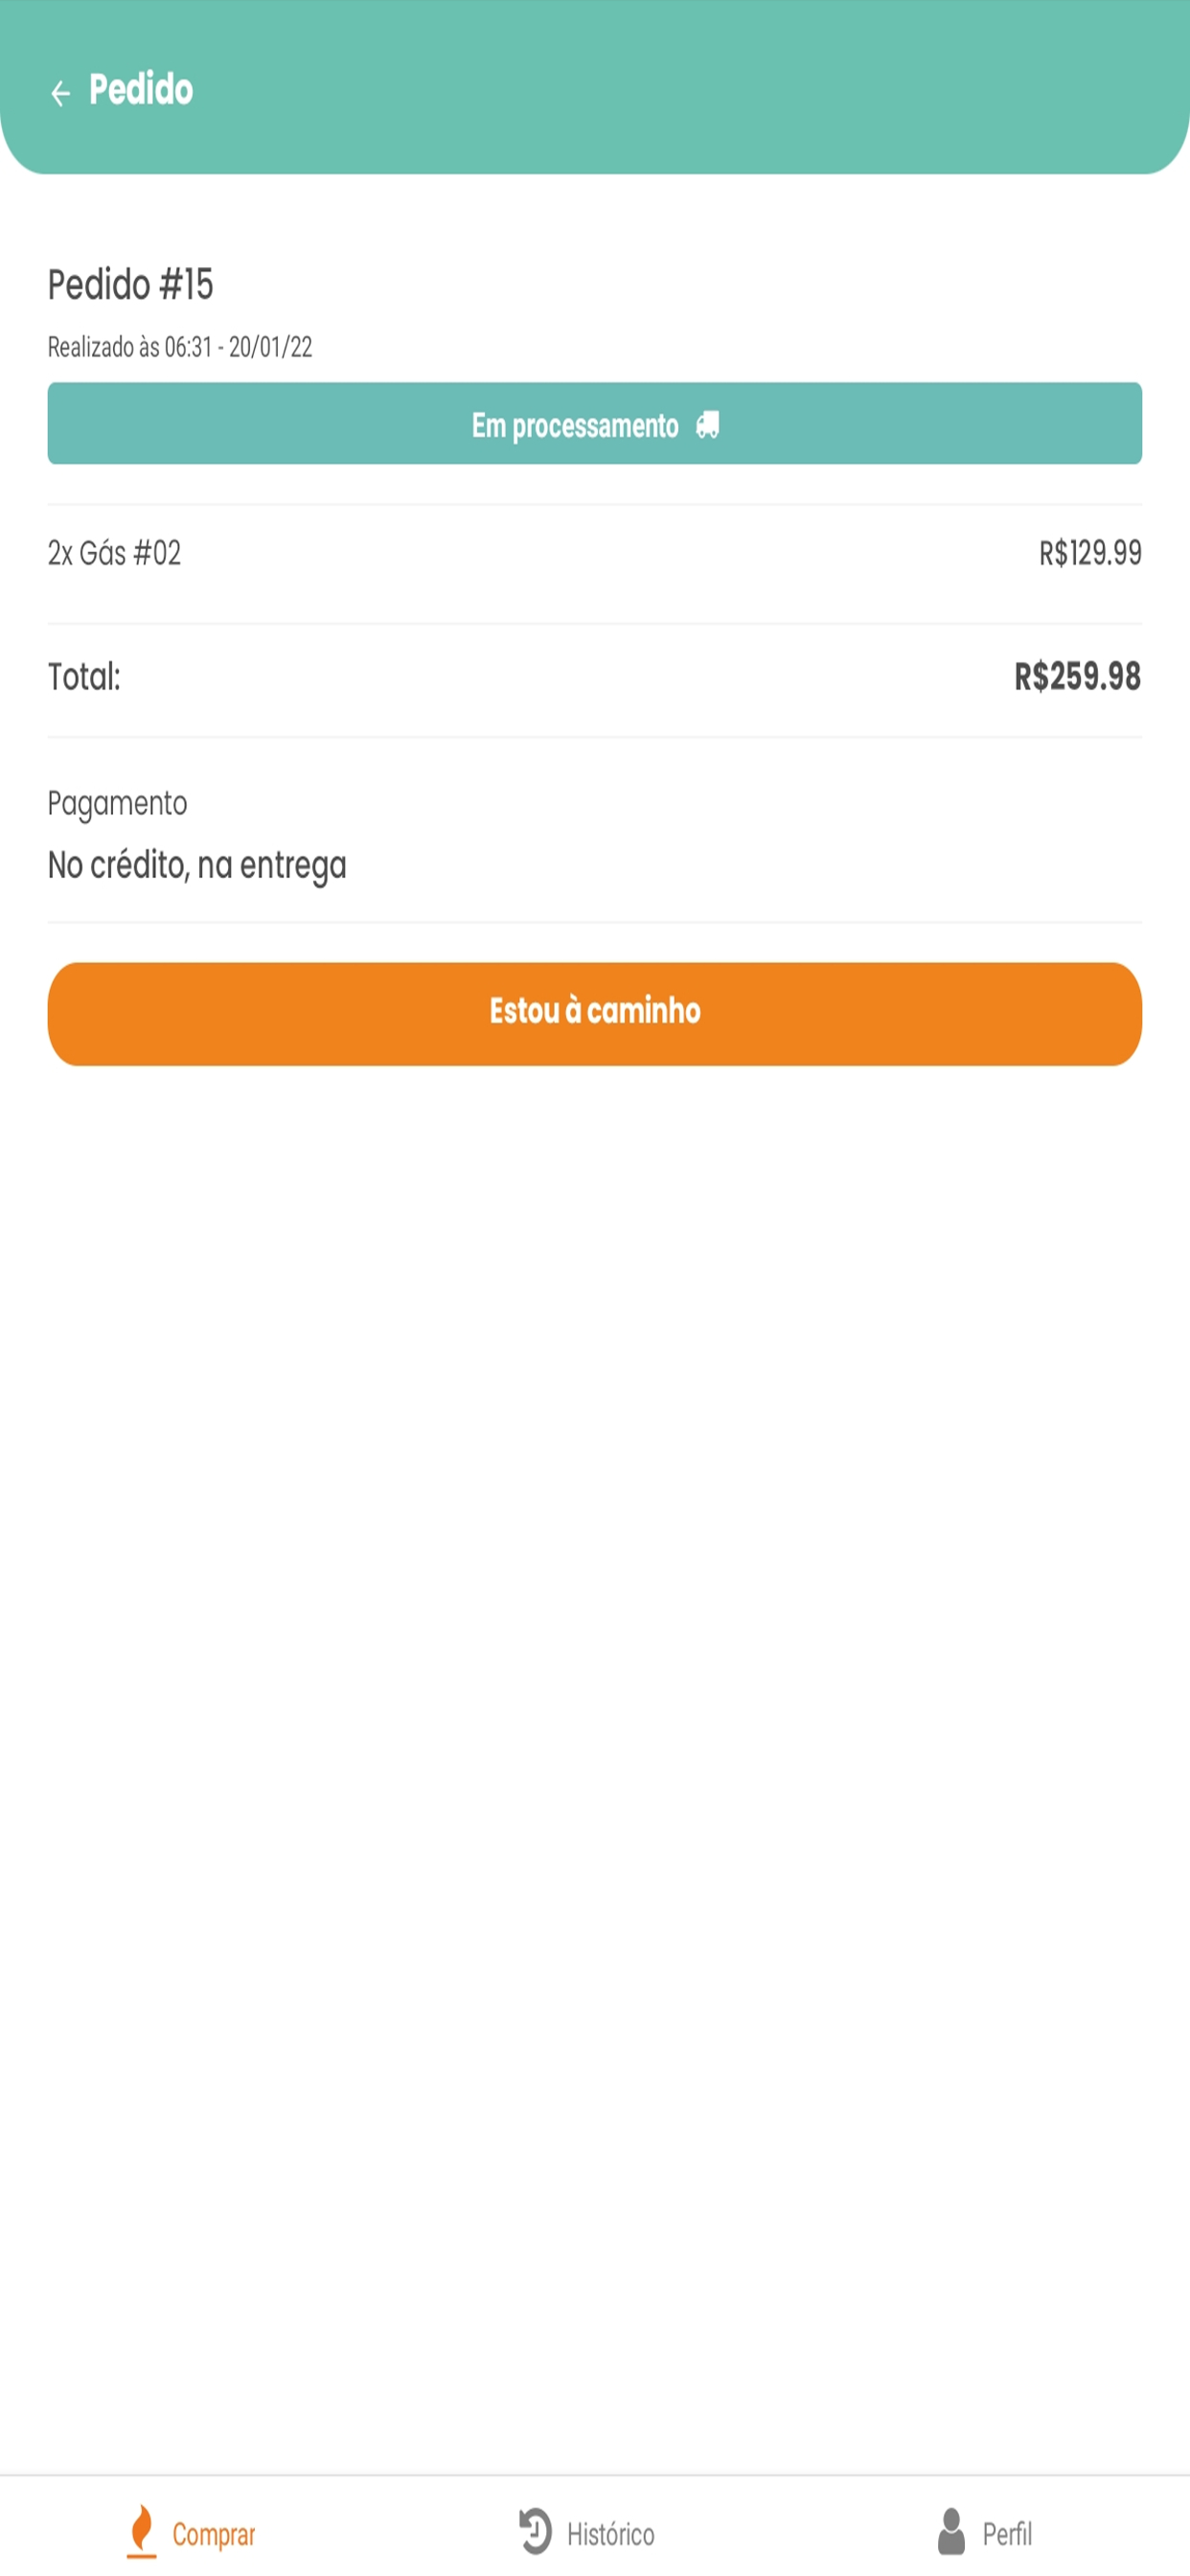 Pedido
Pedido #15
Realizado às 06:31 - 20/01/22
Em processamento
2x Gás #02 R$129.99
Total: R$259.98
Pagamento
No crédito, na entrega
Estou à caminho
Comprar Histórico Perfil